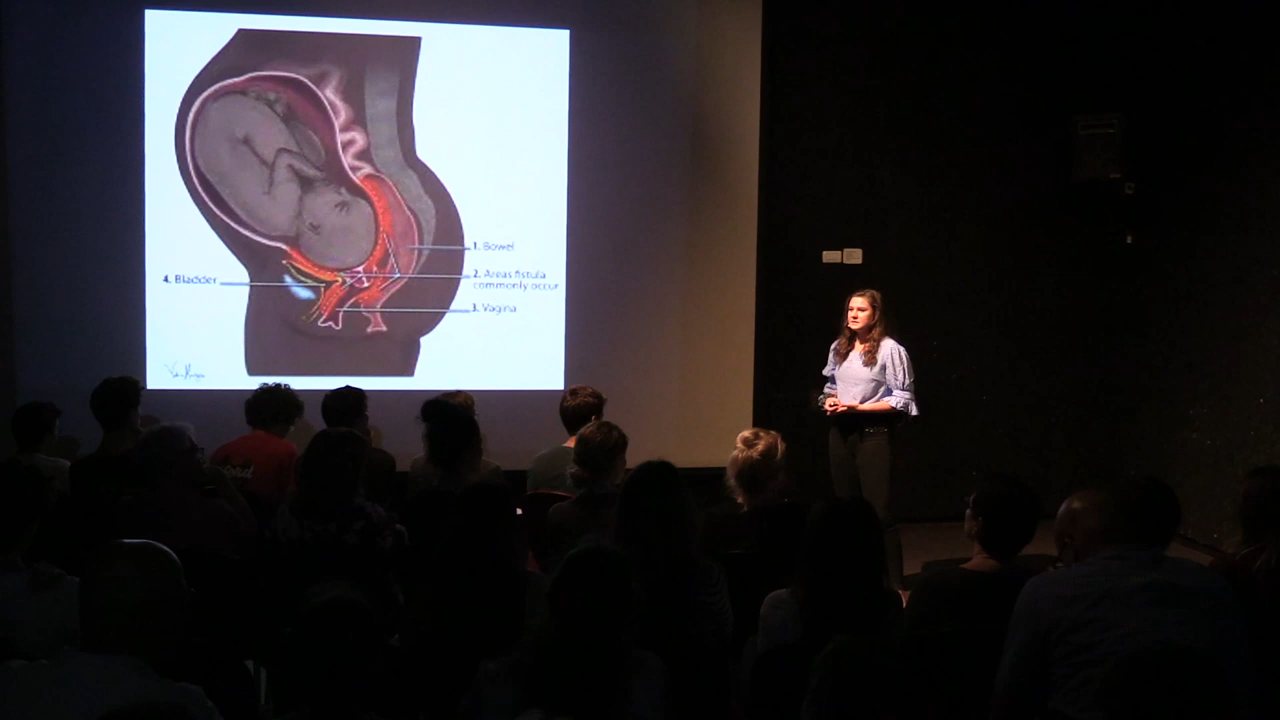 1. Bowel
2. Areas fistula
commonly occur
4. Bladder
3. Vagina